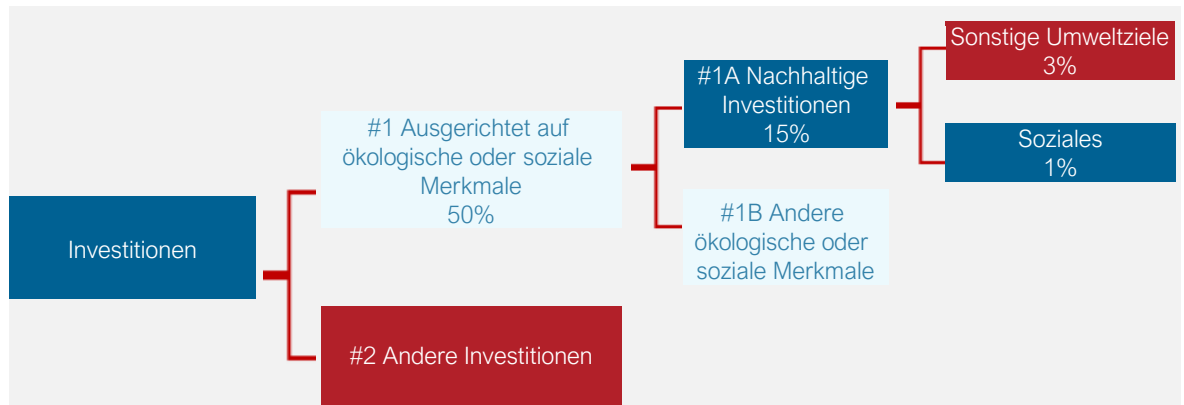 Investitionen
#1 Ausgerichtet auf
ökologische oder soziale
Merkmale
50%
#2 Andere Investitionen
#1A Nachhaltige
Investitionen
15%
#1B Andere
ökologische oder
soziale Merkmale
Sonstige Umweltziele
3%
Soziales
1%